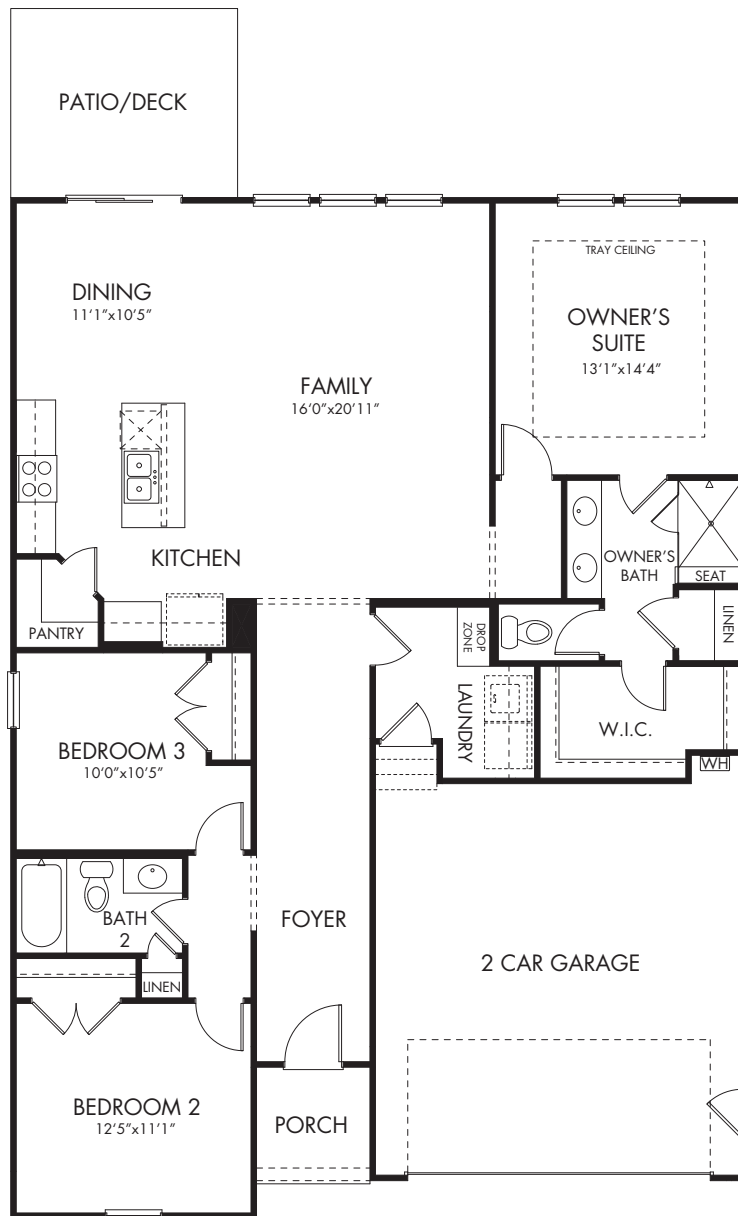 PATIO/DECK
TRAY CEILING
DINING
11'1"x10'5"
OWNER'S
SUITE
13'1"x14'4"
FAMILY
16'0"x20'11"
KITCHEN
OWNER'S
BATH
SEAT
PANTRY
DROP
ZONE
LINEN
LAUNDRY
W.I.C.
WH
BEDROOM 3
10'0"x10'5"
BATH
2
FOYER
LINEN
2 CAR GARAGE
BEDROOM 2
12'5"x11'1"
PORCH